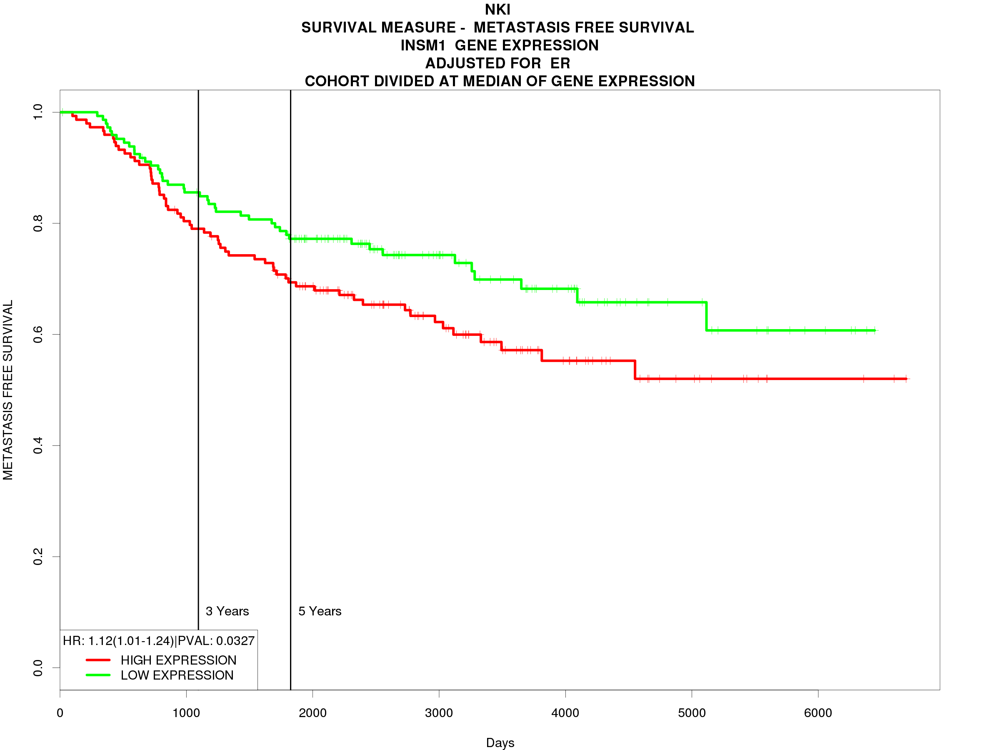 NKI
SURVIVAL MEASURE - METASTASIS FREE SURVIVAL
INSM1 GENE EXPRESSION
ADJUSTED FOR ER
COHORT DIVIDED AT MEDIAN OF GENE EXPRESSION
METASTASIS FREE SURVIVAL
1.0
0.8
0.6
0.4
0.2
0.0
3 Years
5 Years
HR: 1.12(1.01-1.24)|PVAL: 0.0327
HIGH EXPRESSION
LOW EXPRESSION
0 1000 2000 3000 4000 5000 6000
Days